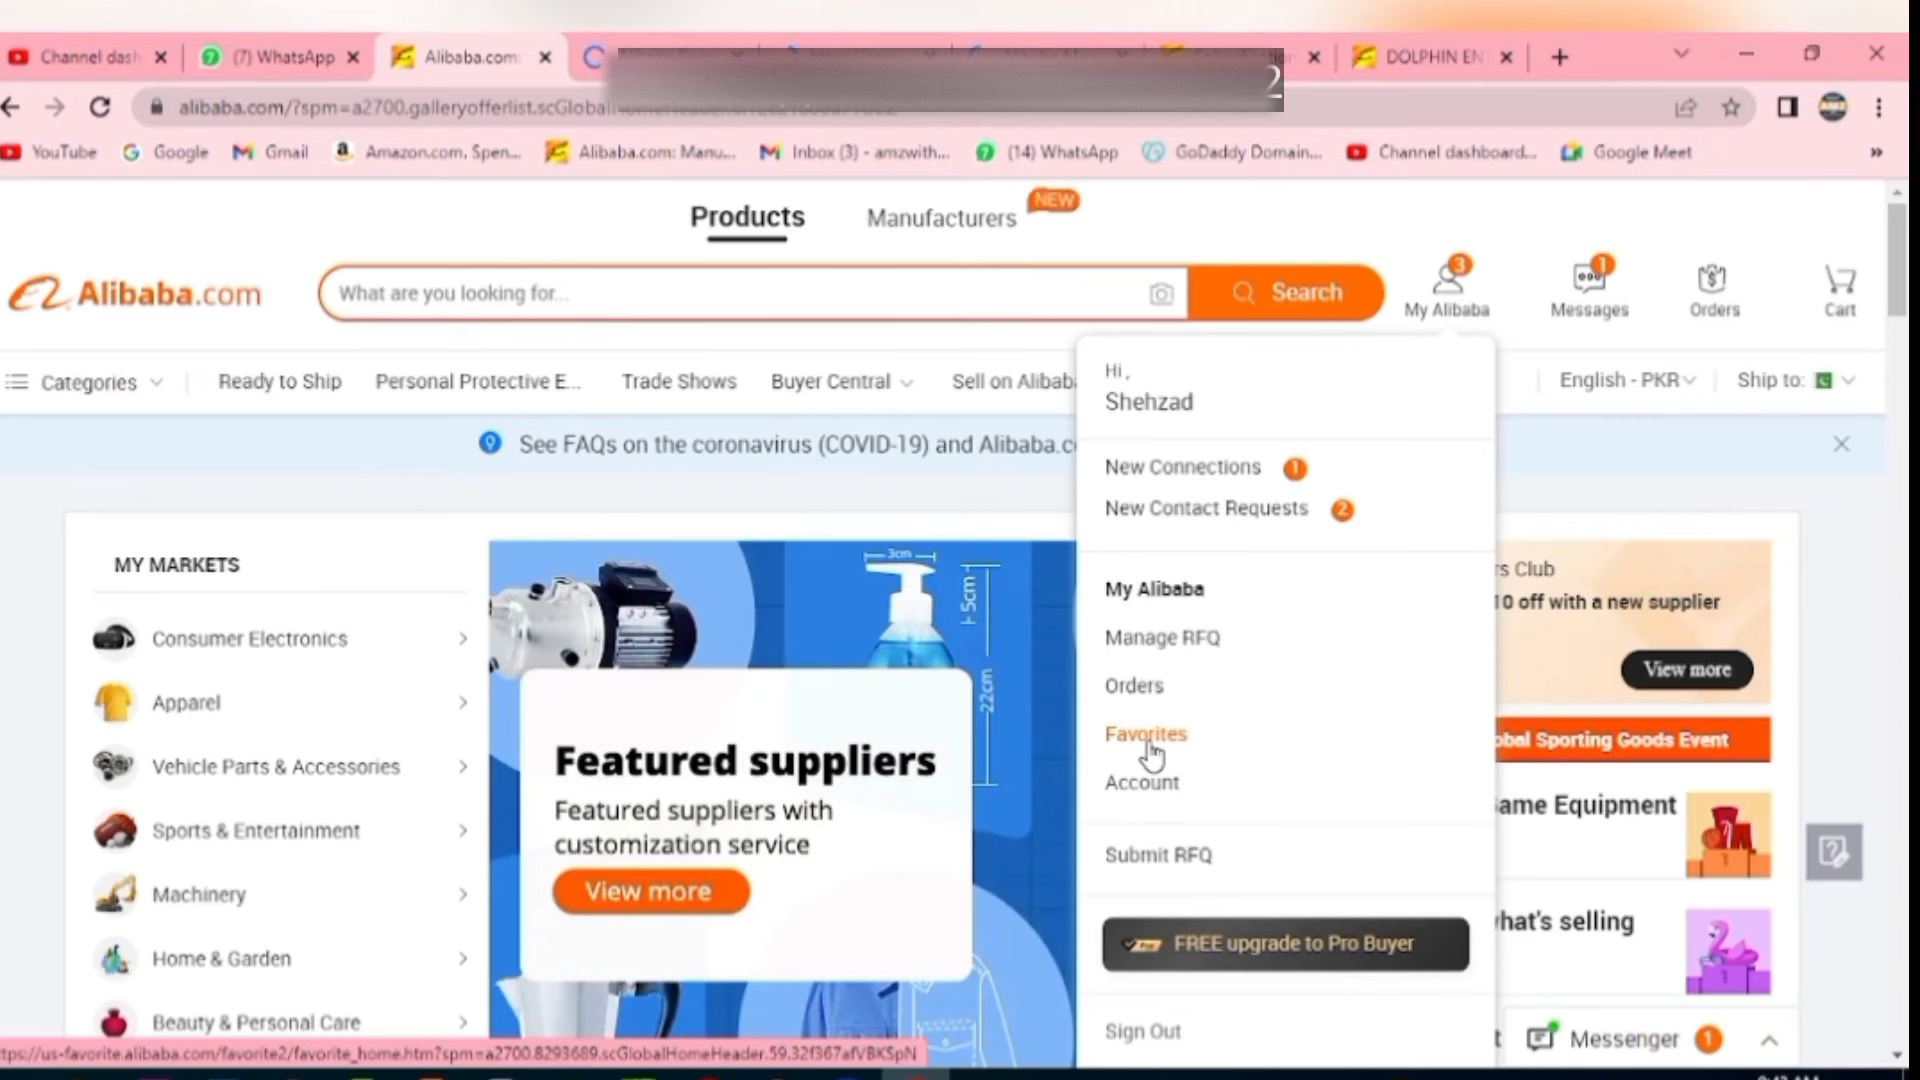 Channel dash
(7) WhatsApp
Alibaba.com:
DOLPHIN EN
2
alibaba.com/?spm=a2700.galleryofferlist.scGlobal
YouTube
Google
Gmail
Amazon.com. Spen...
Alibaba.com: Manu...
Inbox (3) - amzwith...
(14) WhatsApp
GoDaddy Domain...
Channel dashboard...
Google Meet
»
Products
Manufacturers
NEW
Alibaba.com
What are you looking for...
Search
3
My Alibaba
1
Messages
Orders
Cart
Categories
Ready to Ship
Personal Protective E...
Trade Shows
Buyer Central
Sell on Alibab
English - PKR
Ship to:
See FAQs on the coronavirus (COVID-19) and Alibaba.c
Hi ,
Shehzad
New Connections 1
New Contact Requests 2
My Alibaba
Manage RFQ
Orders
Favorites
Account
Submit RFQ
FREE upgrade to Pro Buyer
Sign Out
MY MARKETS
Consumer Electronics
Apparel
Vehicle Parts & Accessories
Sports & Entertainment
Machinery
Home & Garden
Beauty & Personal Care
3cm
5cm
22cm
Featured suppliers
Featured suppliers with
customization service
View more
rs Club
10 off with a new supplier
View more
obal Sporting Goods Event
ame Equipment
hat's selling
Messenger 1
tps://us-favorite.alibaba.com/favorite2/favorite_home.htm?spm=a2700.8293689.scGlobalHomeHeader.59.32f367afVBKSpN